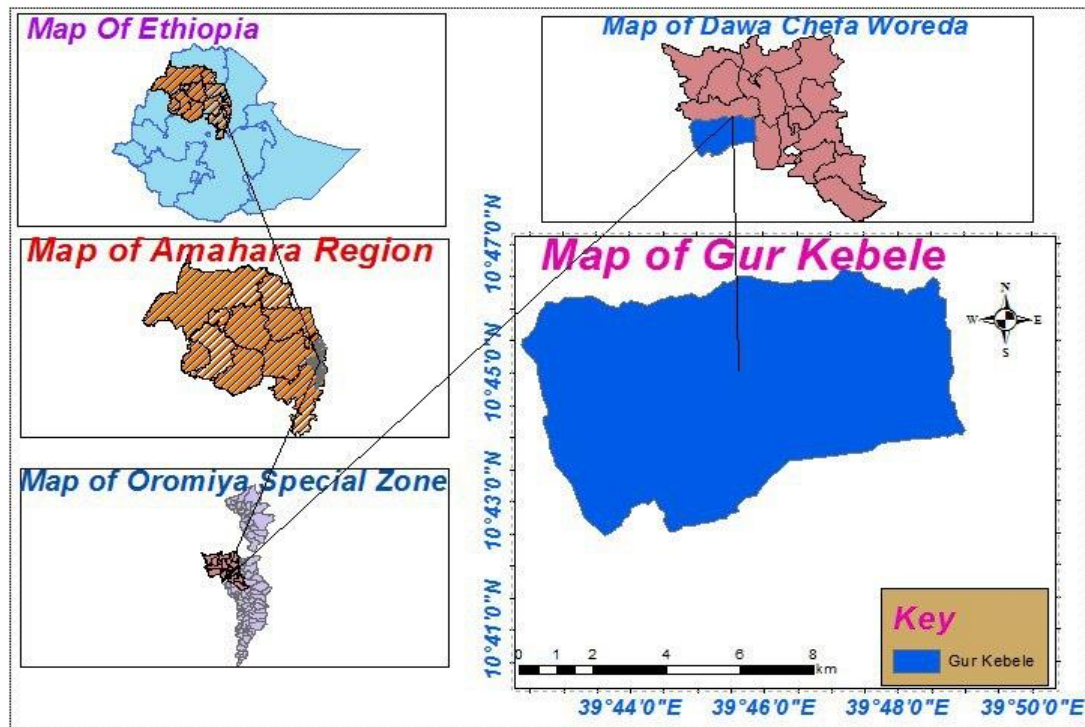 Map Of Ethiopia
Map of Dawa Chefa Woreda
Map of Amahara Region
Map of Gur Kebele
Map of Oromiya Special Zone
10°47'0"N
10°45'0"N
10°43'0"N
10°41'0"N
N
W E
S
0 1 2 4 6 8
km
Key
Gur Kebele
39°44'0"E 39°46'0"E 39°48'0"E 39°50'0"E